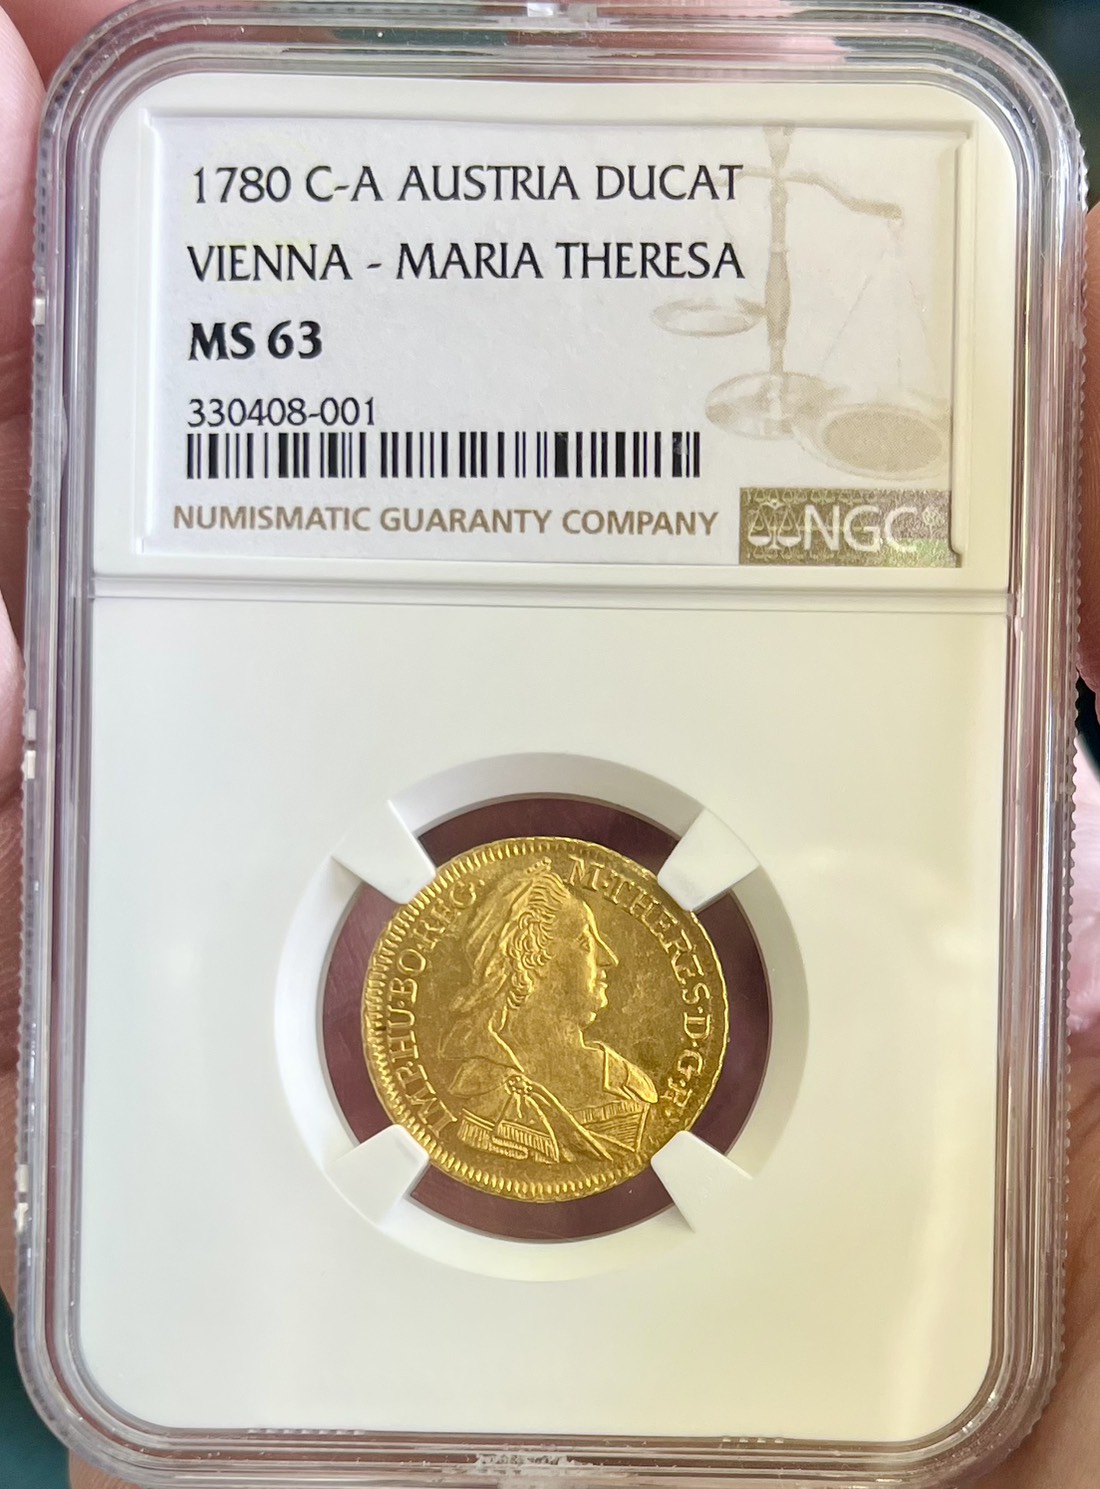 1780 C-A AUSTRIA DUCAT
VIENNA - MARIA THERESA
MS 63
330408-001
NUMISMATIC GUARANTY COMPANY
NGC
M·THERES·D·G·R·
IMP·HU·BO·REG·